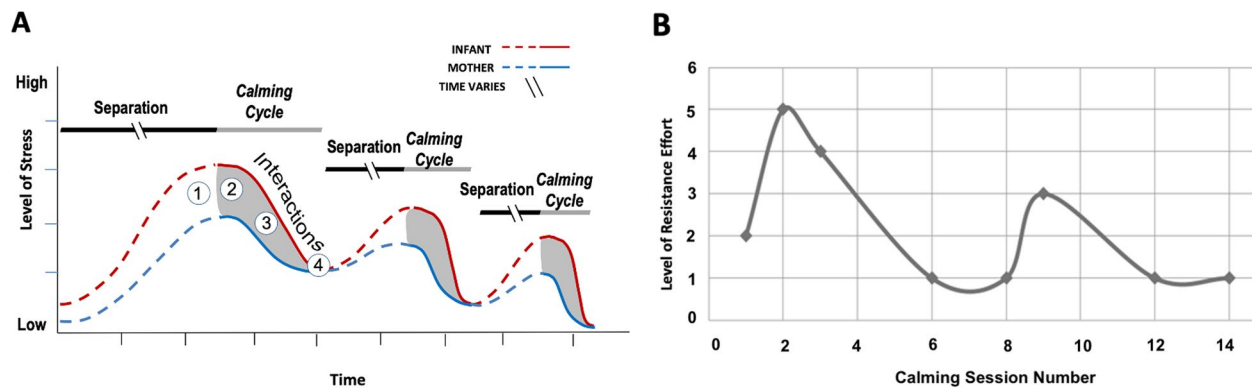 A
INFANT
MOTHER
TIME VARIES
High
Level of Stress
Low
Separation
Calming
Cycle
Separation
Calming
Cycle
Separation
Calming
Cycle
Interactions
1
2
3
4
Time
B
Level of Resistance Effort
6
5
4
3
2
1
0
0
2
4
6
8
10
12
14
Calming Session Number